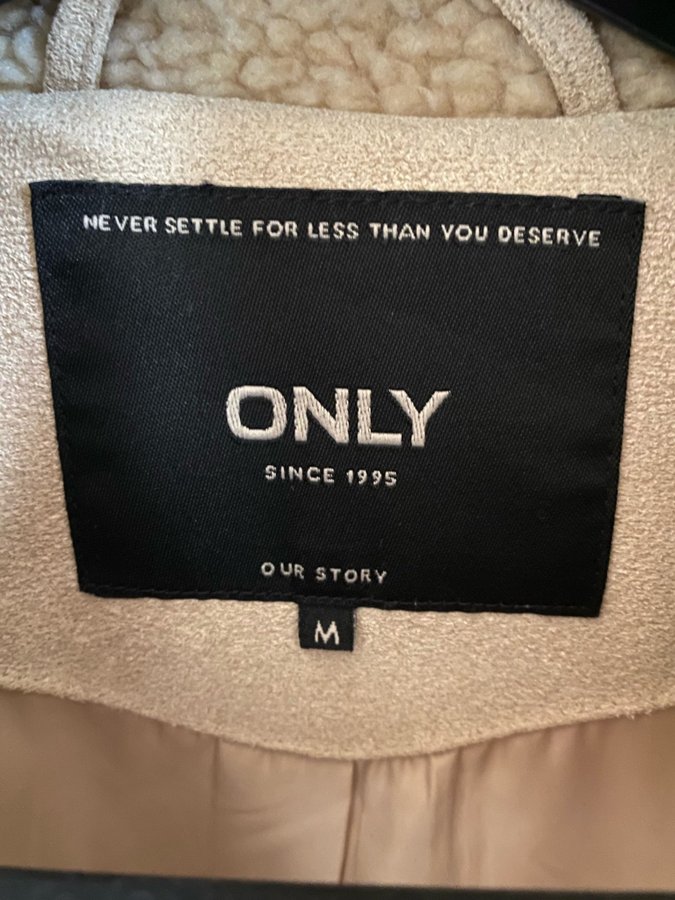 NEVER SETTLE FOR LESS THAN YOU DESERVE
ONLY
SINCE 1995
OUR STORY
M